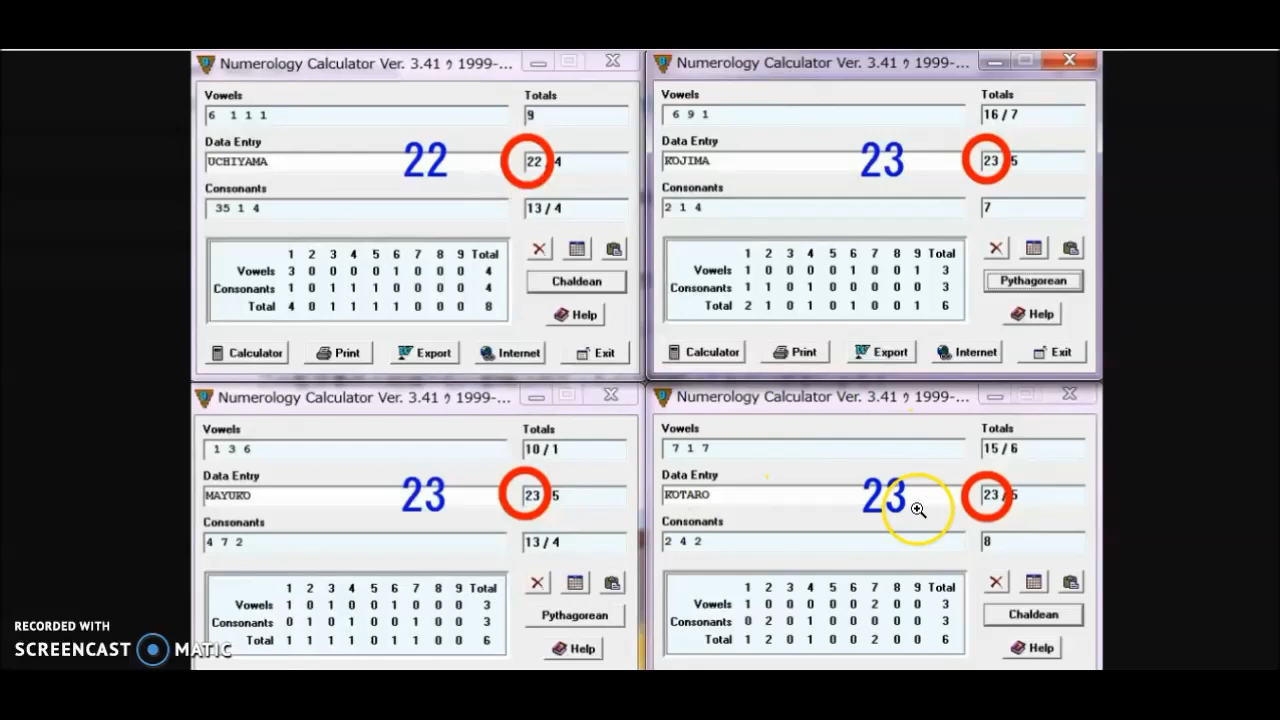 Numerology Calculator Ver. 3.41 ｩ 1999-...
Vowels Totals
6 1 1 1 9
Data Entry
UCHIYAMA 22 22 4
Consonants
35 1 4 13 / 4
1 2 3 4 5 6 7 8 9 Total
Vowels 3 0 0 0 0 1 0 0 0 4
Consonants 1 0 1 1 1 0 0 0 0 4
Total 4 0 1 1 1 1 0 0 0 8
Chaldean
Help
Calculator Print Export Internet Exit
Numerology Calculator Ver. 3.41 ｩ 1999-...
Vowels Totals
6 9 1 16 / 7
Data Entry
KOJIMA 23 23 5
Consonants
2 1 4 7
1 2 3 4 5 6 7 8 9 Total
Vowels 1 0 0 0 0 1 0 0 1 3
Consonants 1 1 0 1 0 0 0 0 0 3
Total 2 1 0 1 0 1 0 0 1 6
Pythagorean
Help
Calculator Print Export Internet Exit
Numerology Calculator Ver. 3.41 ｩ 1999-...
Vowels Totals
1 3 6 10 / 1
Data Entry
MAYUKO 23 23 5
Consonants
4 7 2 13 / 4
1 2 3 4 5 6 7 8 9 Total
Vowels 1 0 1 0 0 1 0 0 0 3
Consonants 0 1 0 1 0 0 1 0 0 3
Total 1 1 1 1 0 1 1 0 0 6
Pythagorean
Help
Numerology Calculator Ver. 3.41 ｩ 1999-...
Vowels Totals
7 1 7 15 / 6
Data Entry
KOTARO 23 23 / 5
Consonants
2 4 2 8
1 2 3 4 5 6 7 8 9 Total
Vowels 1 0 0 0 0 0 2 0 0 3
Consonants 0 2 0 1 0 0 0 0 0 3
Total 1 2 0 1 0 0 2 0 0 6
Chaldean
Help
RECORDED WITH
SCREENCAST MATIC